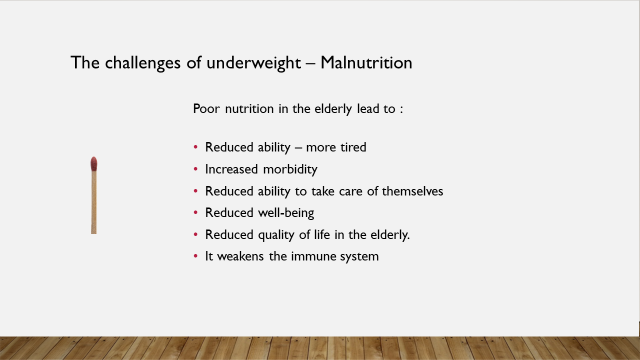 The challenges of underweight – Malnutrition
Poor nutrition in the elderly lead to :
• Reduced ability – more tired
• Increased morbidity
• Reduced ability to take care of themselves
• Reduced well-being
• Reduced quality of life in the elderly.
• It weakens the immune system